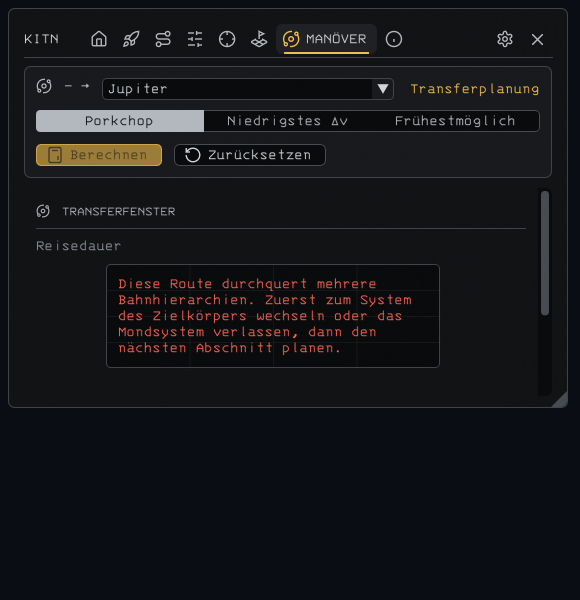 KITN MANÖVER
– → Jupiter Transferplanung
Porkchop Niedrigstes Δv Frühestmöglich
Berechnen Zurücksetzen
TRANSFERFENSTER
Reisedauer
Diese Route durchquert mehrere
Bahnhierarchien. Zuerst zum System
des Zielkörpers wechseln oder das
Mondsystem verlassen, dann den
nächsten Abschnitt planen.